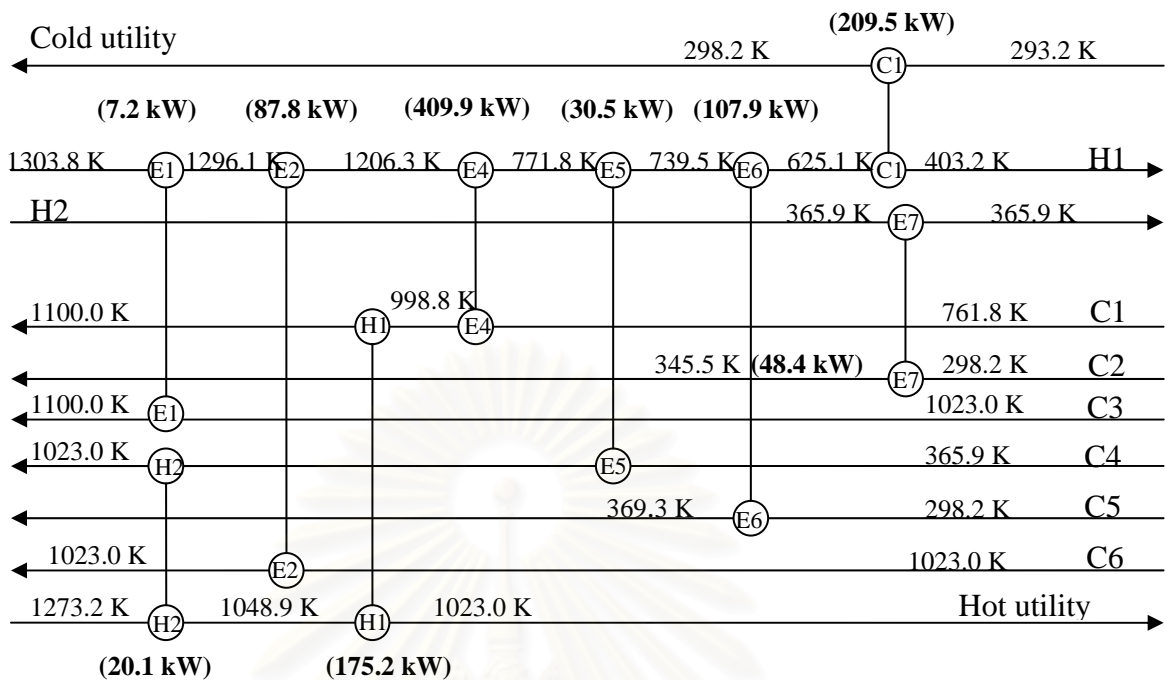 (209.5 kW)
Cold utility
298.2 K C1 293.2 K
(7.2 kW) (87.8 kW) (409.9 kW) (30.5 kW) (107.9 kW)
1303.8 K E1 1296.1 K E2 1206.3 K E4 771.8 K E5 739.5 K E6 625.1 K C1 403.2 K H1
H2 365.9 K E7 365.9 K
1100.0 K H1 998.8 K E4 761.8 K C1
345.5 K (48.4 kW) E7 298.2 K C2
1100.0 K E1 1023.0 K C3
1023.0 K H2 E5 365.9 K C4
369.3 K E6 298.2 K C5
1023.0 K E2 1023.0 K C6
1273.2 K H2 1048.9 K H1 1023.0 K Hot utility
(20.1 kW) (175.2 kW)